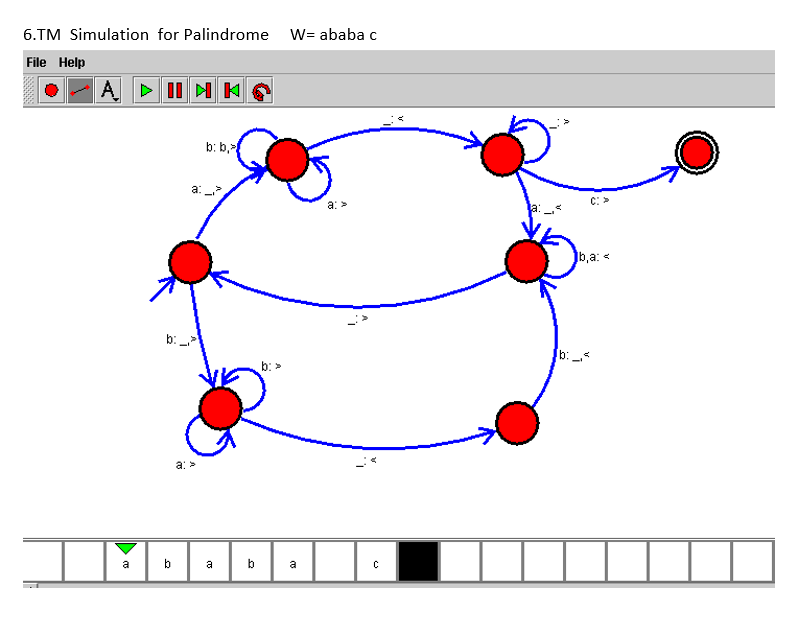 6.TM Simulation for Palindrome W= ababa c
File Help
A
_: <
_: >
b: b,>
a: _,>
a: >
c: >
a: _,<
b,a: <
_: >
b: _,>
b: >
b: _,<
a: >
_: <
a b a b a c